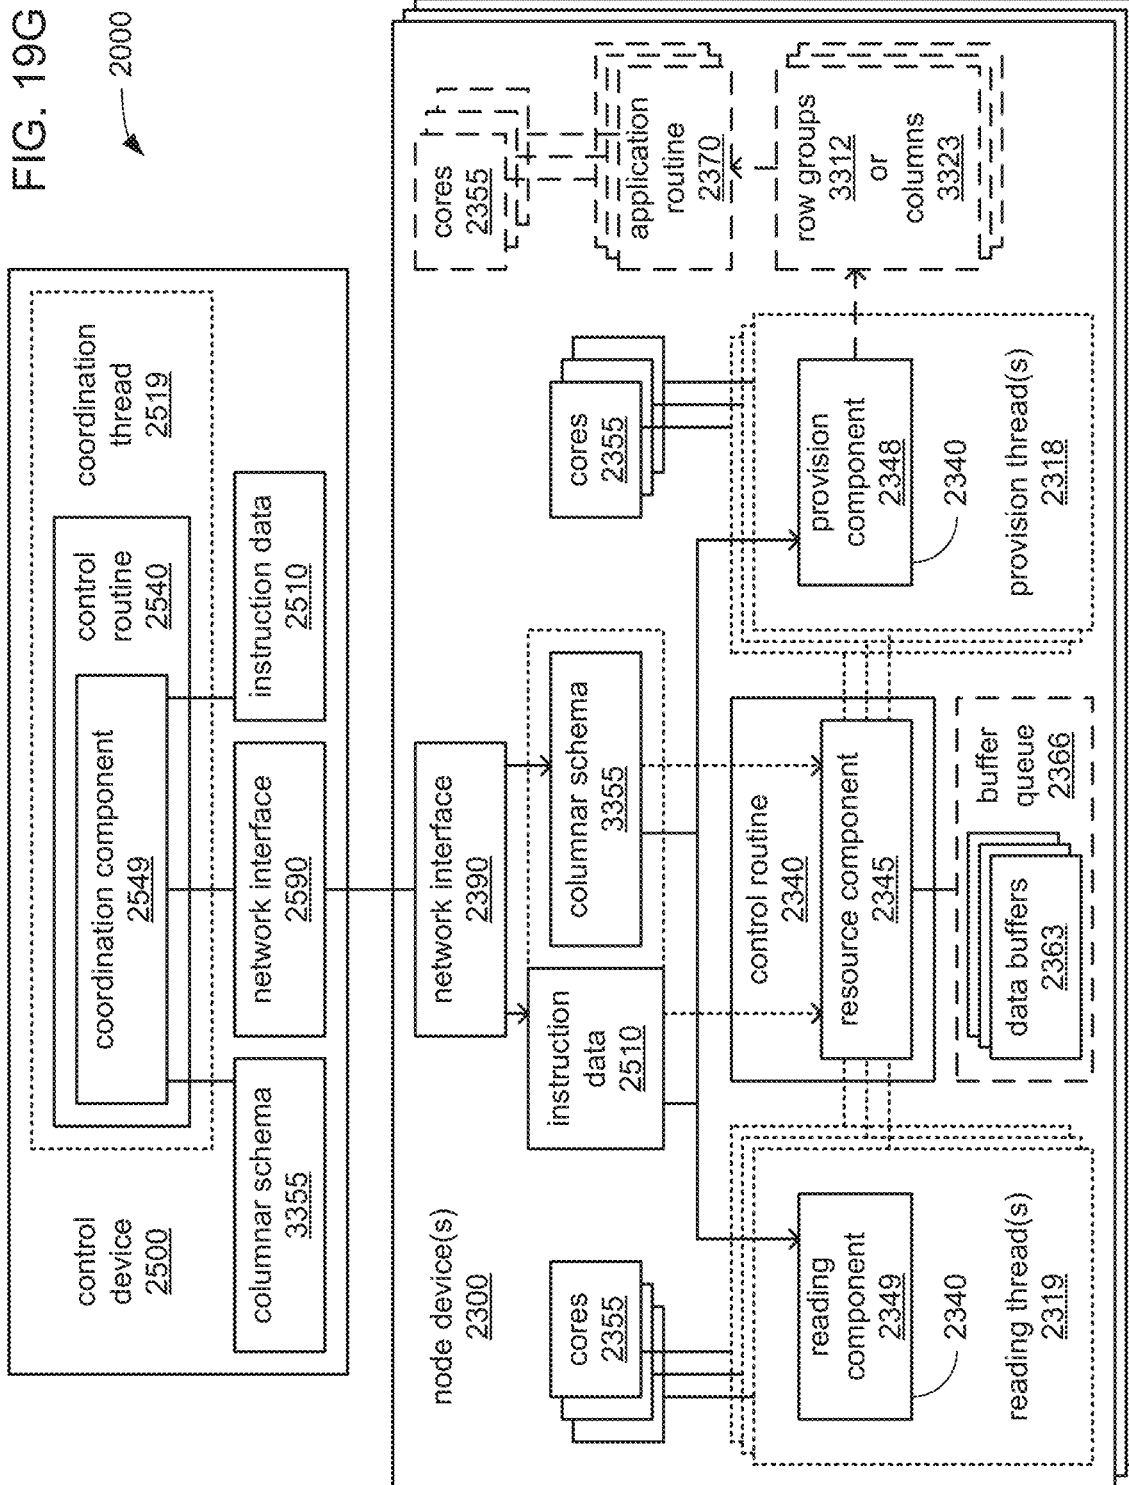 FIG. 19G
2000
control
device
2500
coordination component
2549
control
routine
2540
coordination
thread
2519
columnar schema
3355
network interface
2590
instruction data
2510
node device(s)
2300
network interface
2390
cores
2355
instruction
data
2510
columnar schema
3355
cores
2355
cores
2355
reading
component
2349
2340
reading thread(s)
2319
control routine
2340
resource component
2345
data buffers
2363
buffer
queue
2366
provision
component
2348
2340
provision thread(s)
2318
application
routine
2370
row groups
3312
or
columns
3323